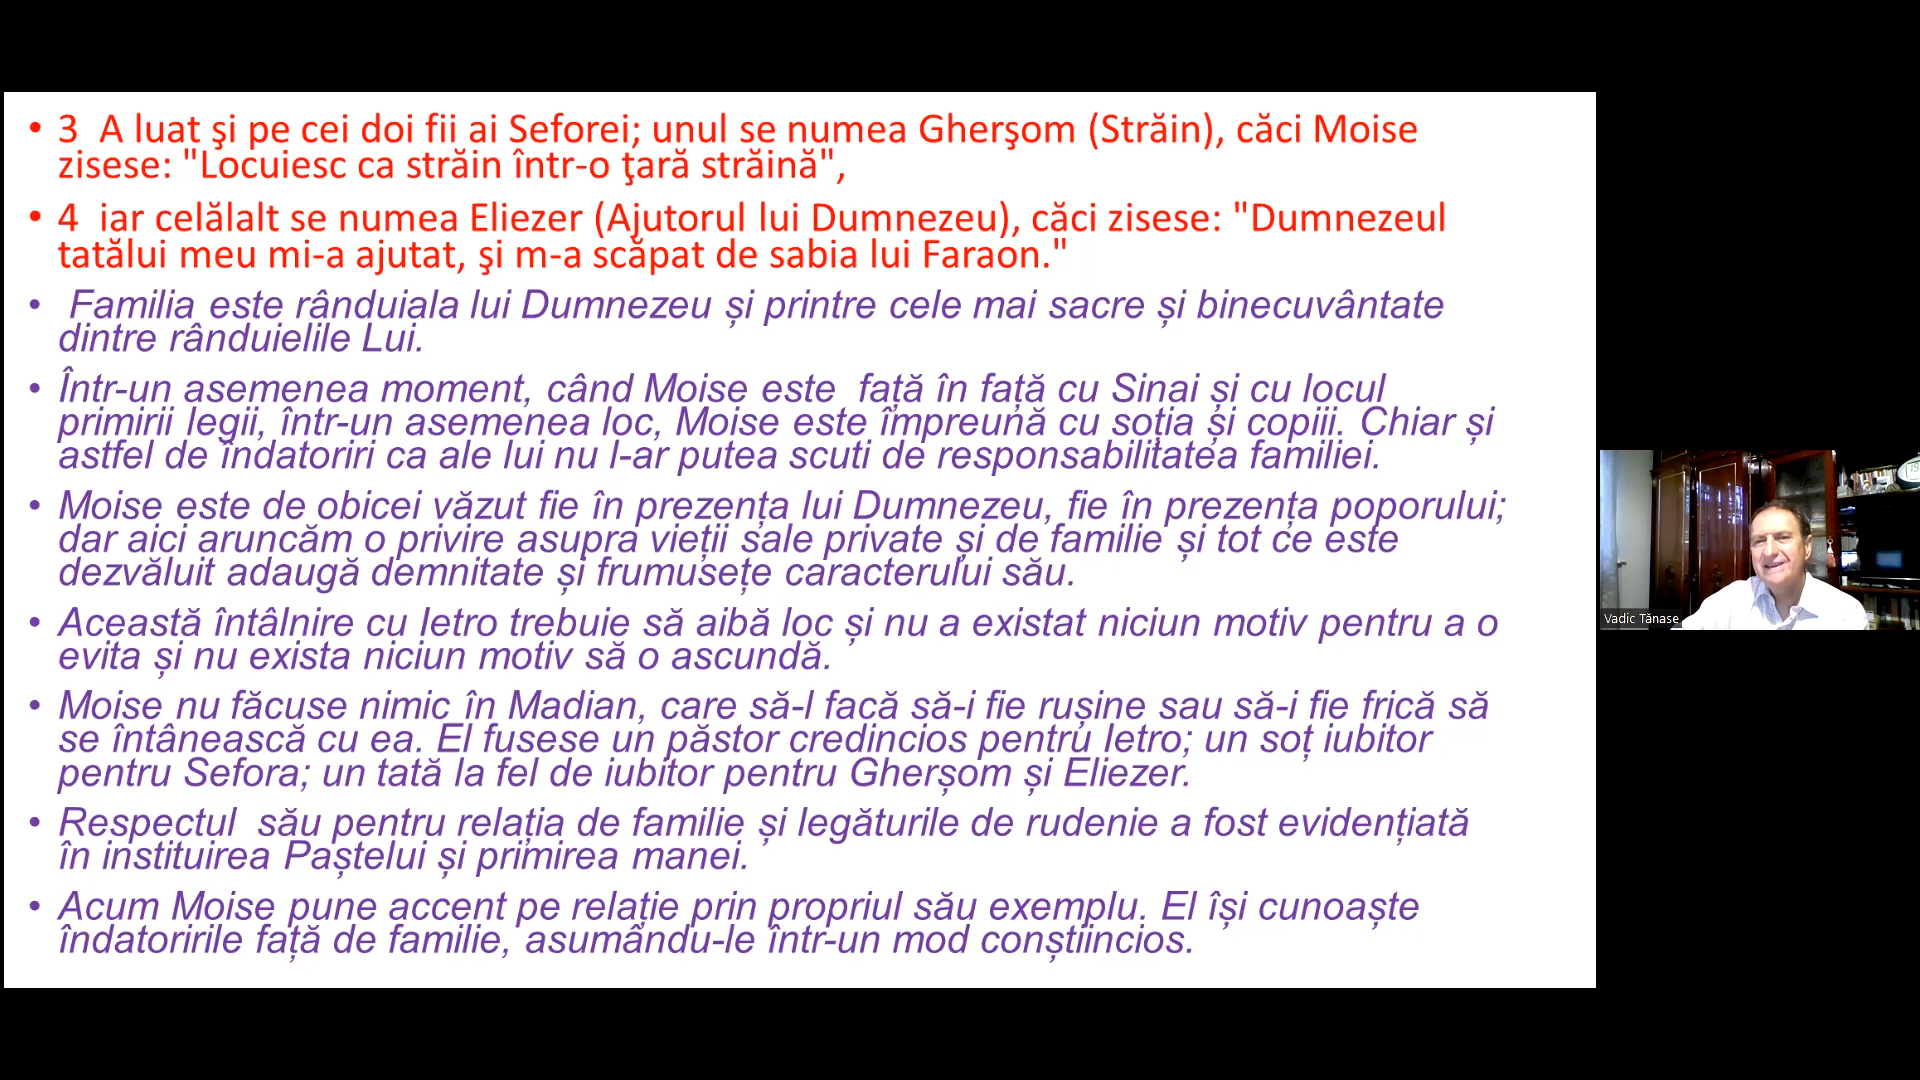 • 3  A luat şi pe cei doi fii ai Seforei; unul se numea Gherşom (Străin), căci Moise
zisese: "Locuiesc ca străin într-o ţară străină",
• 4  iar celălalt se numea Eliezer (Ajutorul lui Dumnezeu), căci zisese: "Dumnezeul
tatălui meu mi-a ajutat, şi m-a scăpat de sabia lui Faraon."
• Familia este rânduiala lui Dumnezeu și printre cele mai sacre și binecuvântate
dintre rânduielile Lui.
• Într-un asemenea moment, când Moise este  față în față cu Sinai și cu locul
primirii legii, într-un asemenea loc, Moise este împreună cu soţia și copiii. Chiar și
astfel de îndatoriri ca ale lui nu l-ar putea scuti de responsabilitatea familiei.
• Moise este de obicei văzut fie în prezența lui Dumnezeu, fie în prezența poporului;
dar aici aruncăm o privire asupra vieții sale private și de familie și tot ce este
dezvăluit adaugă demnitate și frumusețe caracterului său.
• Această întâlnire cu Ietro trebuie să aibă loc și nu a existat niciun motiv pentru a o
evita și nu exista niciun motiv să o ascundă.
• Moise nu făcuse nimic în Madian, care să-l facă să-i fie rușine sau să-i fie frică să
se întânească cu ea. El fusese un păstor credincios pentru Ietro; un soț iubitor
pentru Sefora; un tată la fel de iubitor pentru Gherșom și Eliezer.
• Respectul  său pentru relația de familie și legăturile de rudenie a fost evidențiată
în instituirea Paștelui și primirea manei.
• Acum Moise pune accent pe relație prin propriul său exemplu. El își cunoaște
îndatoririle față de familie, asumându-le într-un mod conștiincios.
Vadic Tănase